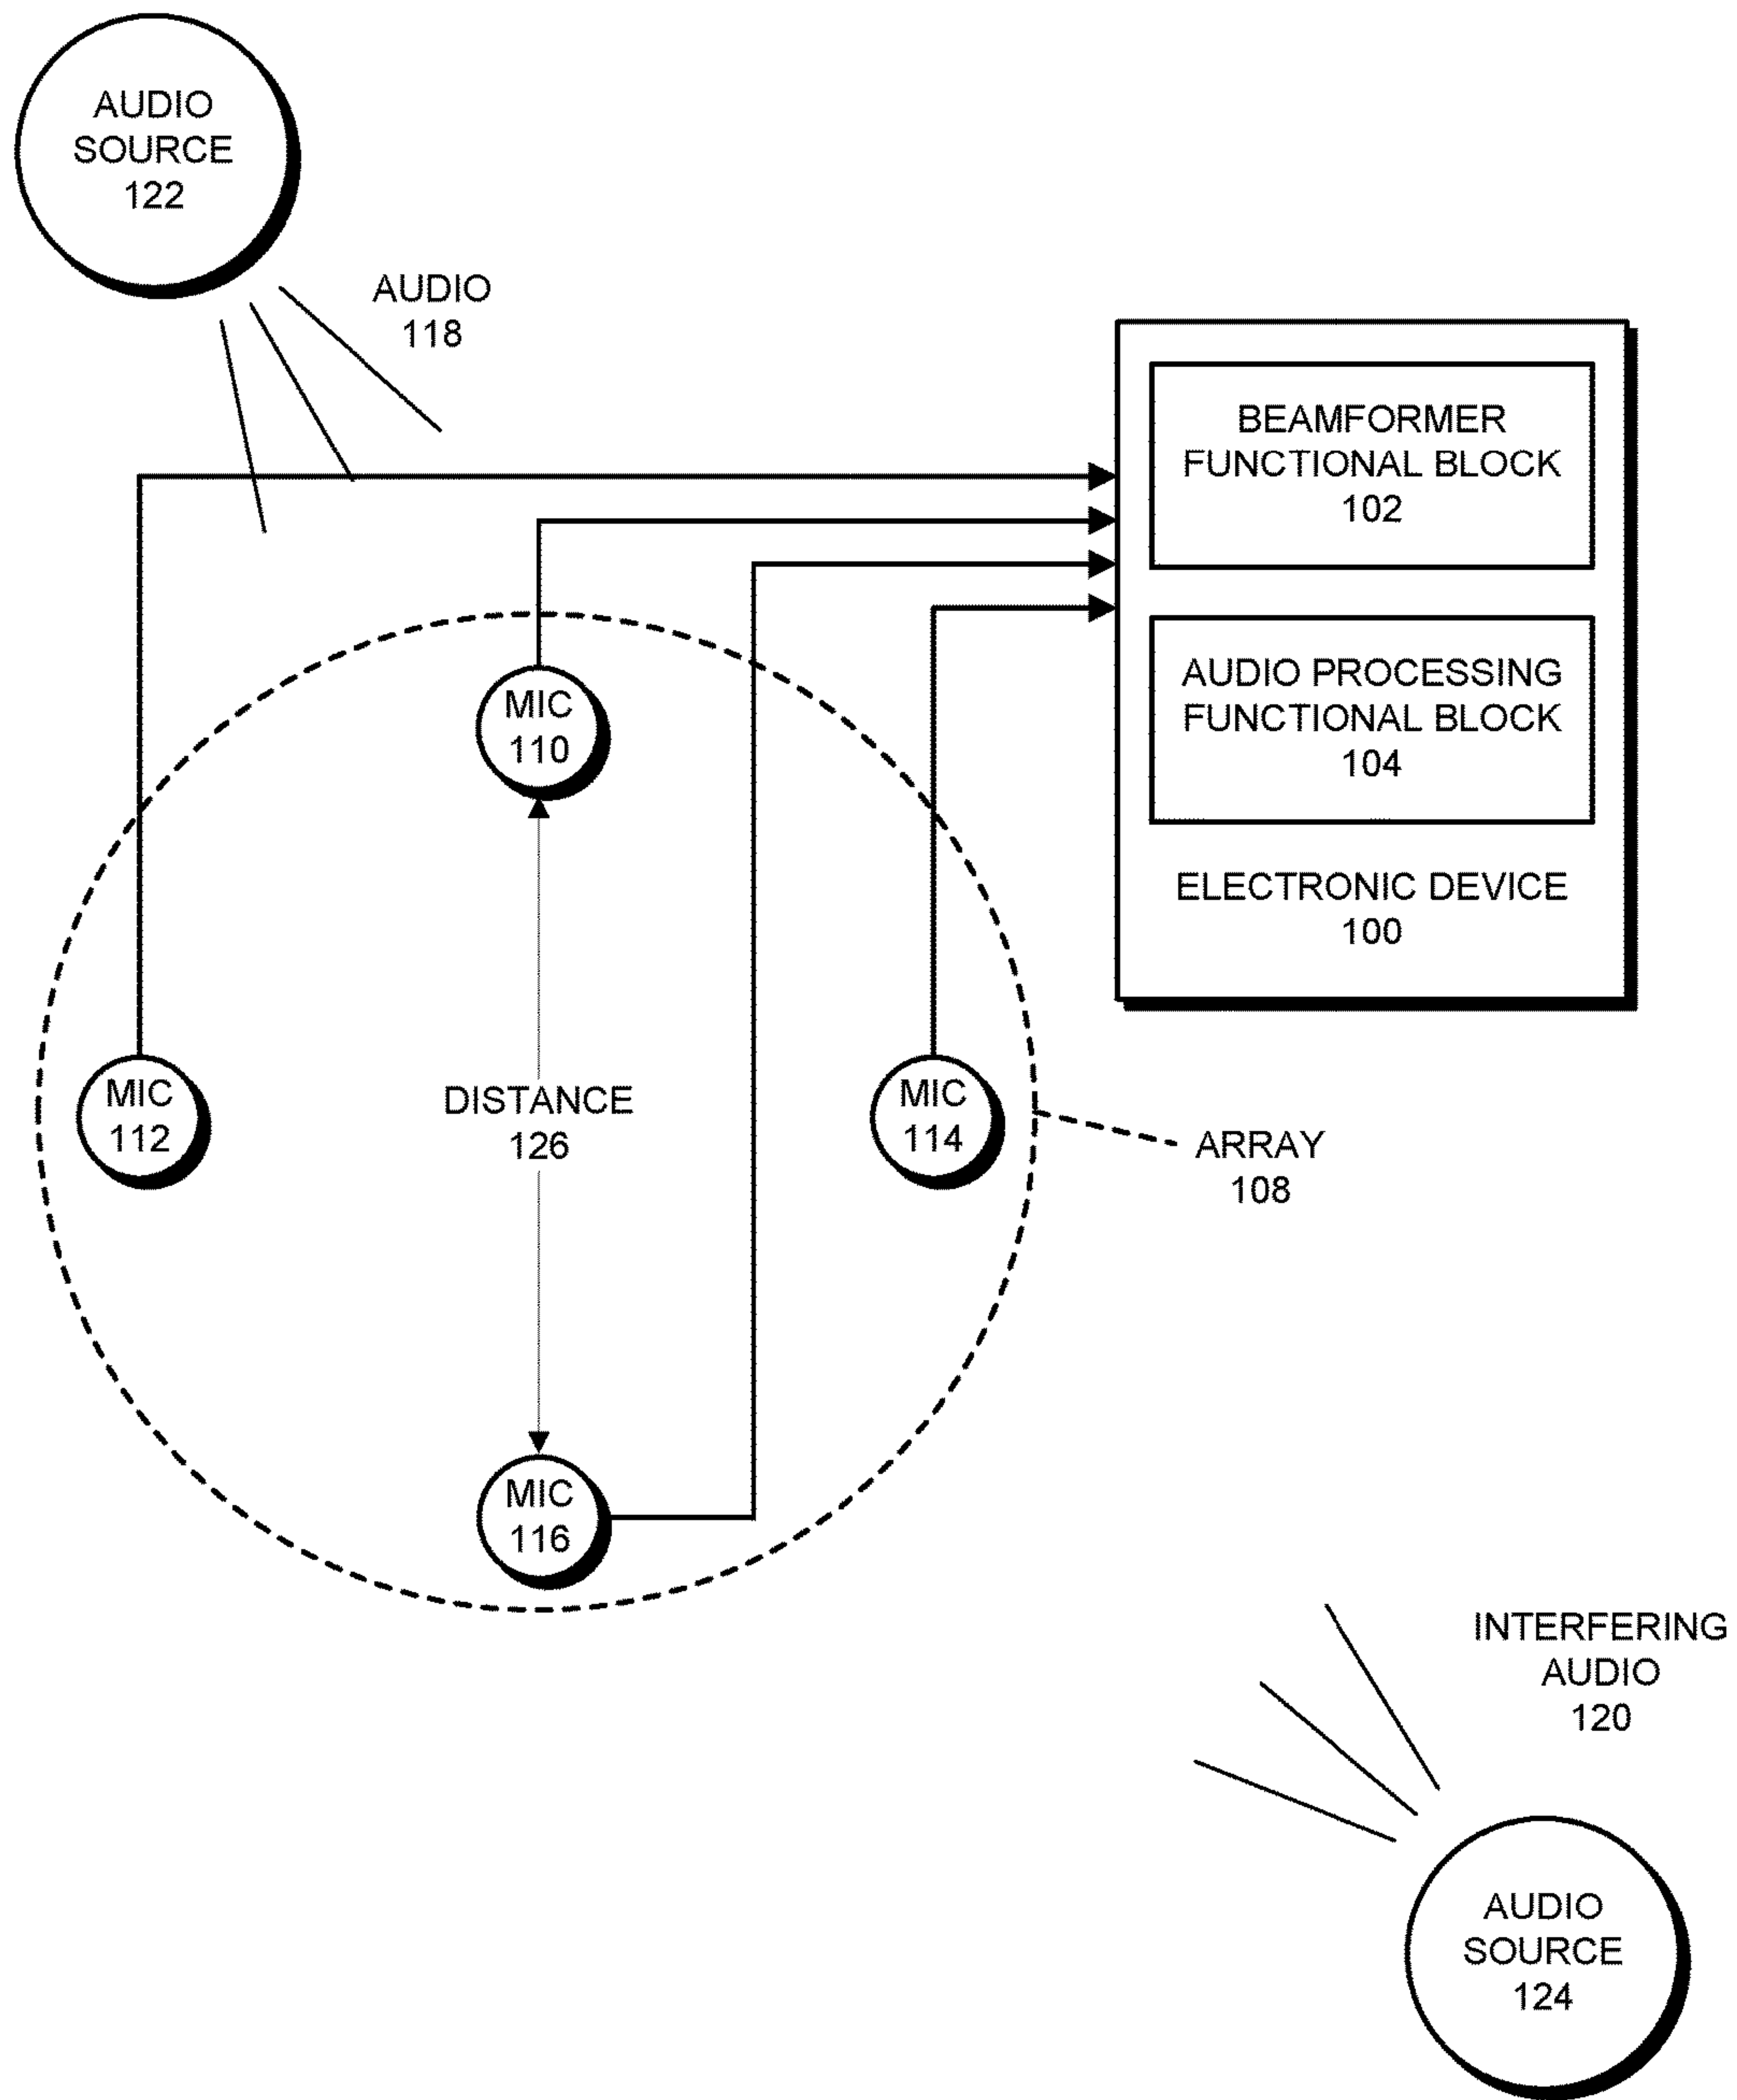 AUDIO
SOURCE
122
AUDIO
118
BEAMFORMER
FUNCTIONAL BLOCK
102
AUDIO PROCESSING
FUNCTIONAL BLOCK
104
ELECTRONIC DEVICE
100
MIC
110
MIC
112
DISTANCE
126
MIC
114
ARRAY
108
MIC
116
INTERFERING
AUDIO
120
AUDIO
SOURCE
124